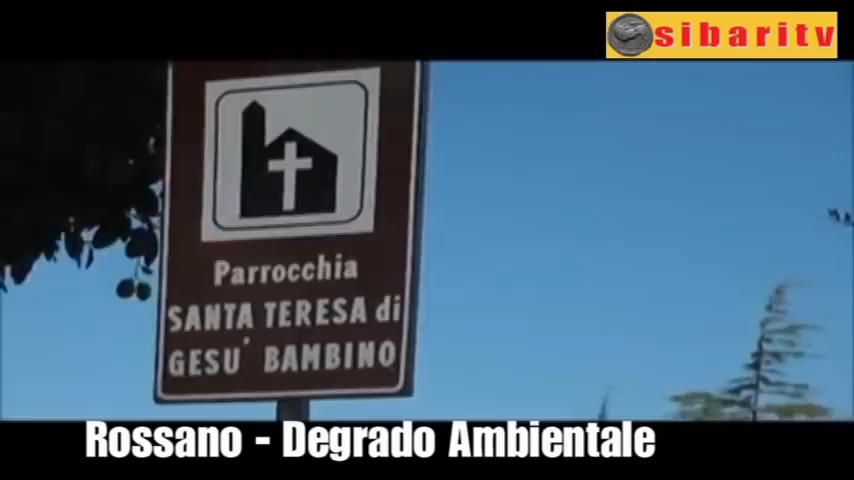 sibaritv
Parrocchia
SANTA TERESA di
GESU' BAMBINO
Rossano - Degrado Ambientale